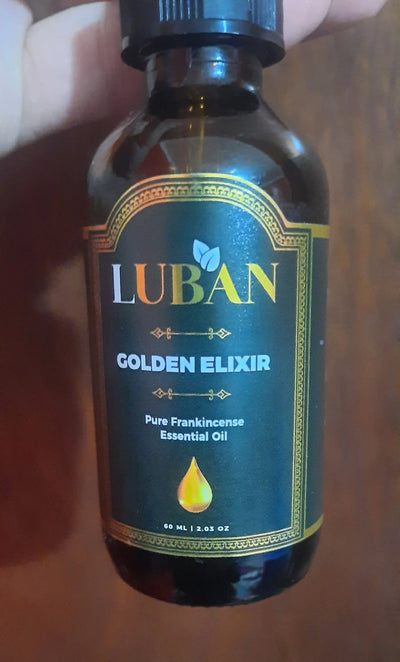 LUBAN
GOLDEN ELIXIR
Pure Frankincense
Essential Oil
60 ML | 2.03 OZ